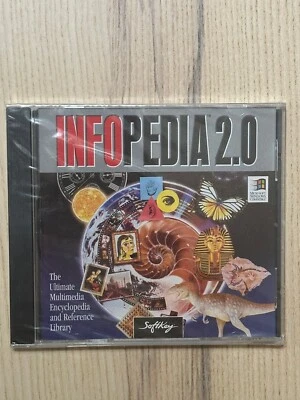 INFOPEDIA 2.0
The
Ultimate
Multimedia
Encyclopedia
and Reference
Library
SoftKey